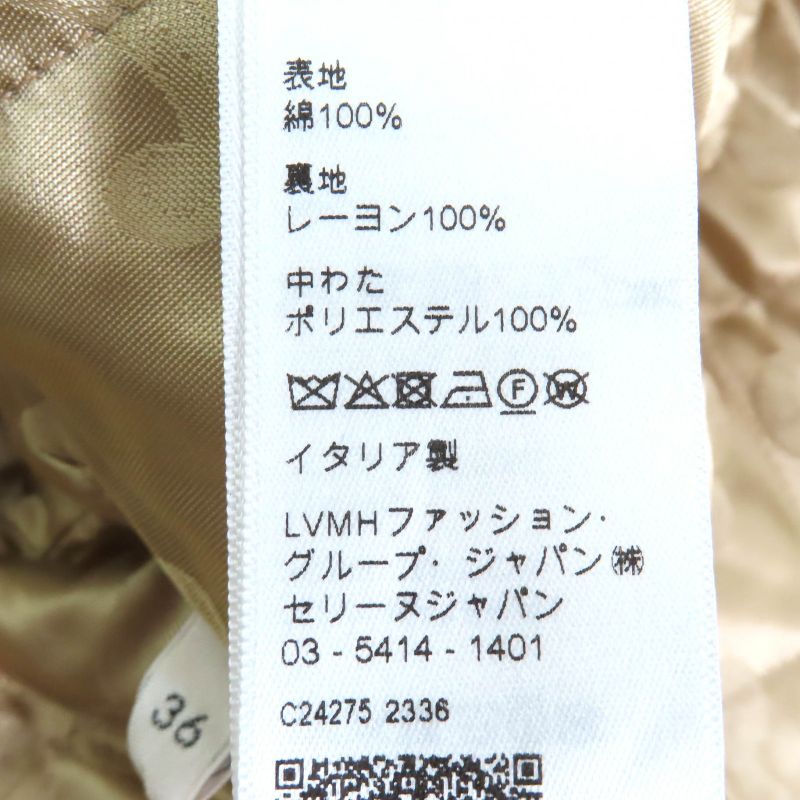 表地
綿100%
裏地
レーヨン100%
中わた
ポリエステル100%
F W
イタリア製
LVMHファッション・
グループ・ジャパン㈱
セリーヌジャパン
03 - 5414 - 1401
C24275 2336
36